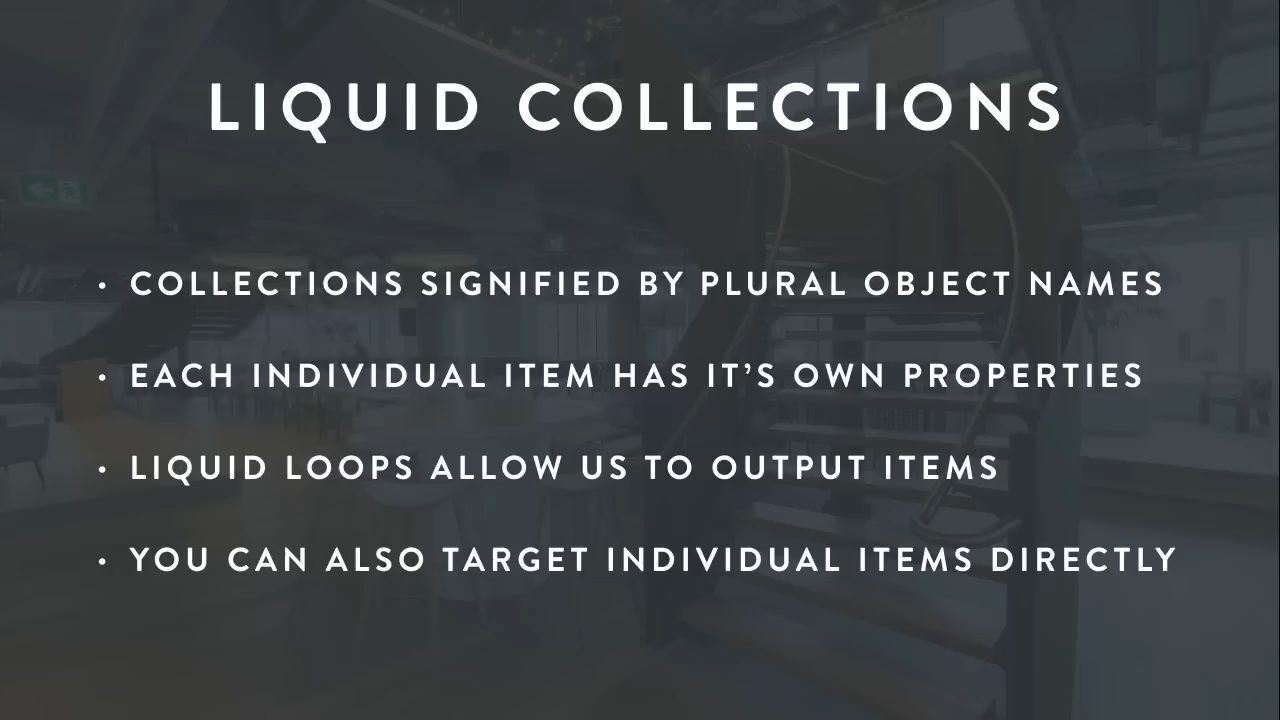 LIQUID COLLECTIONS
· COLLECTIONS SIGNIFIED BY PLURAL OBJECT NAMES
· EACH INDIVIDUAL ITEM HAS IT’S OWN PROPERTIES
· LIQUID LOOPS ALLOW US TO OUTPUT ITEMS
· YOU CAN ALSO TARGET INDIVIDUAL ITEMS DIRECTLY